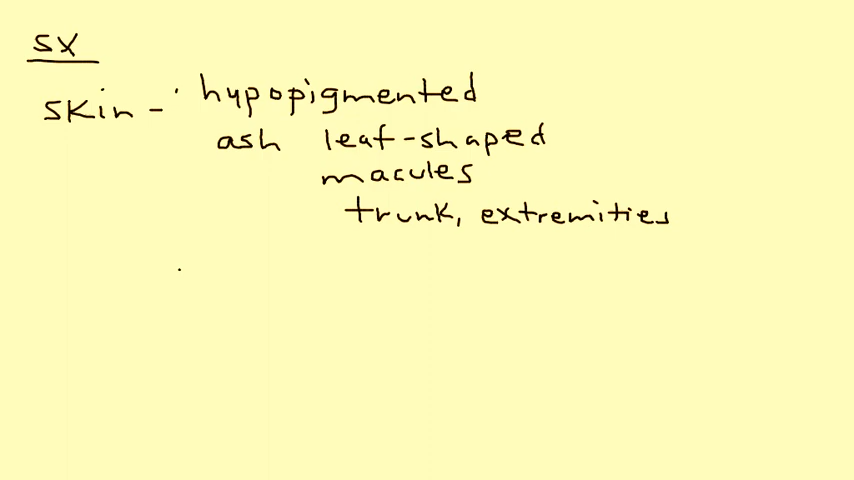 sx
skin - hypopigmented
ash leaf-shaped
macules
trunk, extremities